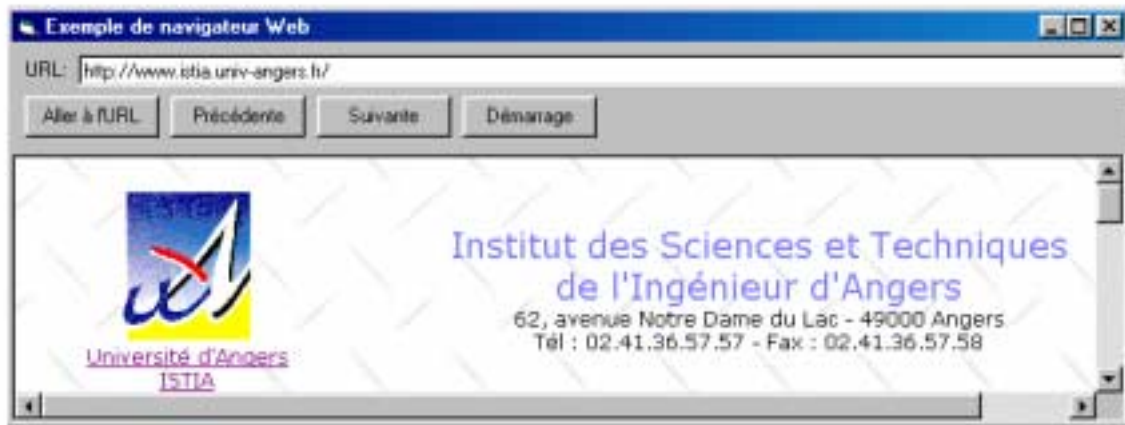 Exemple de navigateur Web
URL: http://www.istia.univ-angers.fr/
Aller à l'URL Précédente Suivante Démarrage
Institut des Sciences et Techniques
de l'Ingénieur d'Angers
62, avenue Notre Dame du Lac - 49000 Angers
Tél : 02.41.36.57.57 - Fax : 02.41.36.57.58
Université d'Angers
ISTIA